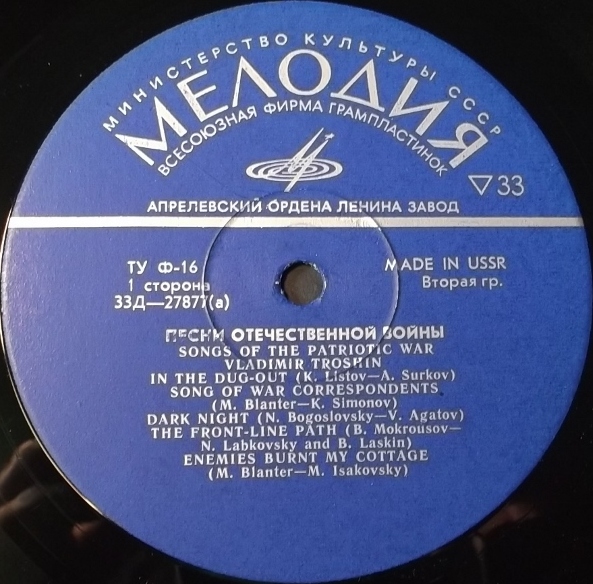 МИНИСТЕРСТВО КУЛЬТУРЫ СССР
МЕЛОДИЯ
ВСЕСОЮЗНАЯ ФИРМА ГРАМПЛАСТИНОК
▽33
АПРЕЛЕВСКИЙ ОРДЕНА ЛЕНИНА ЗАВОД
ТУ Ф-16
MADE IN USSR
1 сторона
Вторая гр.
33Д—27877(а)
ПЕСНИ ОТЕЧЕСТВЕННОЙ ВОЙНЫ
SONGS OF THE PATRIOTIC WAR
VLADIMIR TROSHIN
IN THE DUG-OUT (K. Listov—A. Surkov)
SONG OF WAR CORRESPONDENTS
(M. Blanter—K. Simonov)
DARK NIGHT (N. Bogoslovsky—V. Agatov)
THE FRONT-LINE PATH (B. Mokrousov—
N. Labkovsky and B. Laskin)
ENEMIES BURNT MY COTTAGE
(M. Blanter—M. Isakovsky)